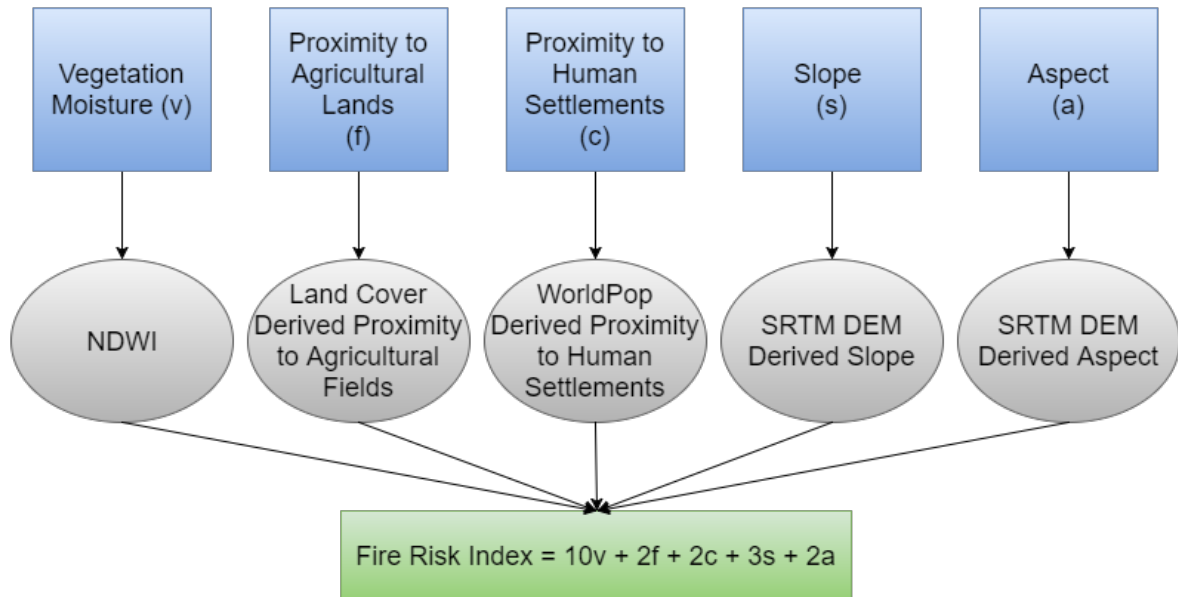 Vegetation
Moisture (v)
Proximity to
Agricultural
Lands
(f)
Proximity to
Human
Settlements
(c)
Slope
(s)
Aspect
(a)
NDWI
Land Cover
Derived Proximity
to Agricultural
Fields
WorldPop
Derived Proximity
to Human
Settlements
SRTM DEM
Derived Slope
SRTM DEM
Derived Aspect
Fire Risk Index = 10v + 2f + 2c + 3s + 2a